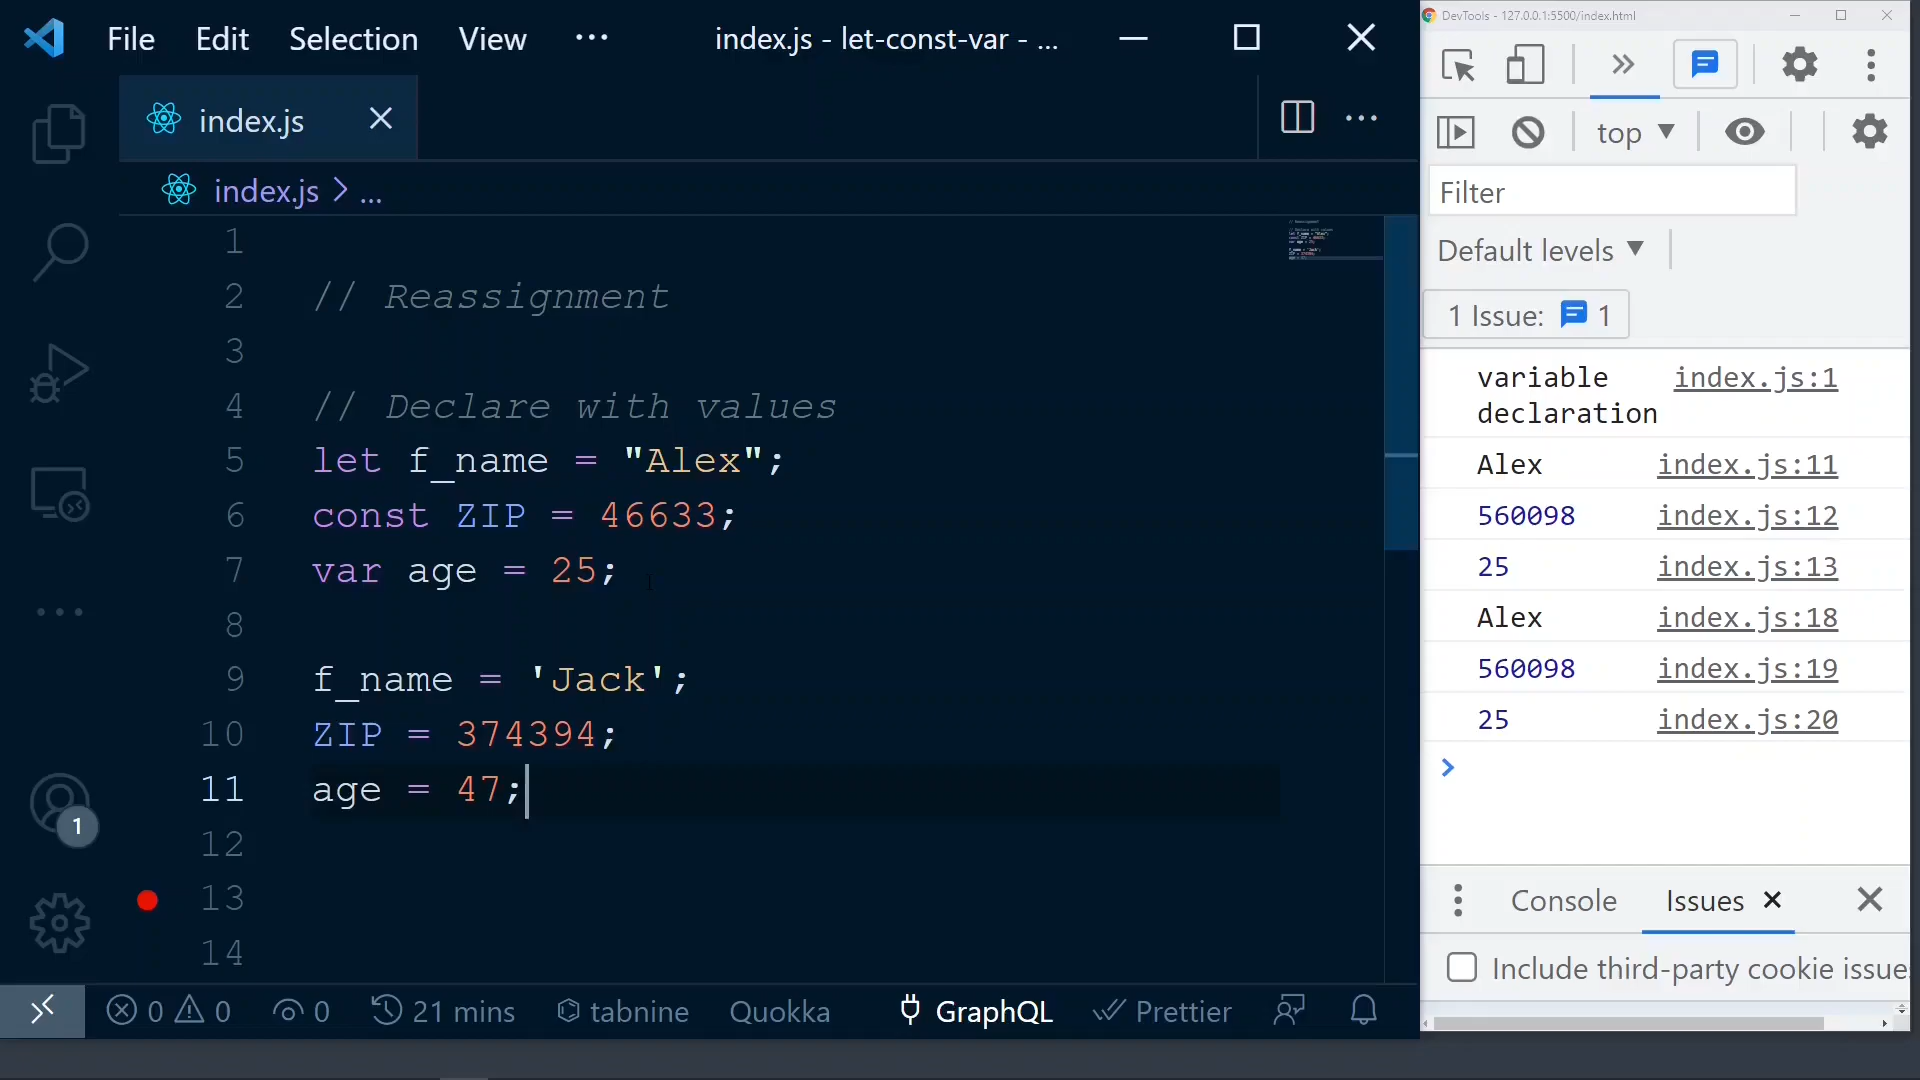 File Edit Selection View ··· index.js - let-const-var - ...
index.js
index.js > ...
1
2 // Reassignment
3
4 // Declare with values
5 let f_name = "Alex";
6 const ZIP = 46633;
7 var age = 25;
8
9 f_name = 'Jack';
10 ZIP = 374394;
11 age = 47;
12
13
14
1
0 0 0 21 mins tabnine Quokka GraphQL Prettier
DevTools - 127.0.0.1:5500/index.html
top
Filter
Default levels
1 Issue: 1
variable index.js:1
declaration
Alex index.js:11
560098 index.js:12
25 index.js:13
Alex index.js:18
560098 index.js:19
25 index.js:20
Console Issues
Include third-party cookie issue